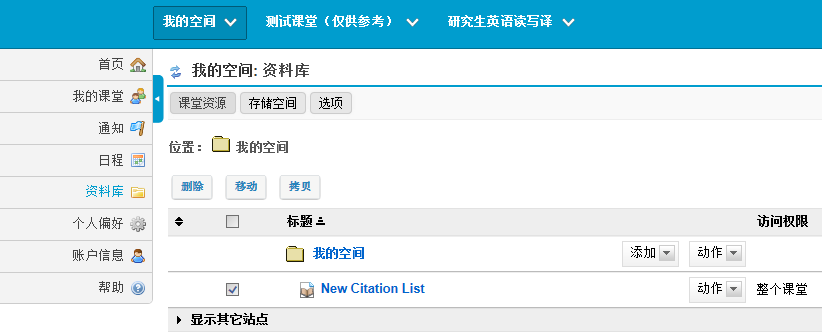 我的空间 测试课堂（仅供参考） 研究生英语读写译
首页
我的课堂
通知
日程
资料库
个人偏好
账户信息
帮助
我的空间: 资料库
课堂资源 存储空间 选项
位置： 我的空间
删除 移动 拷贝
标题 访问权限
我的空间 添加 动作
New Citation List 动作 整个课堂
显示其它站点